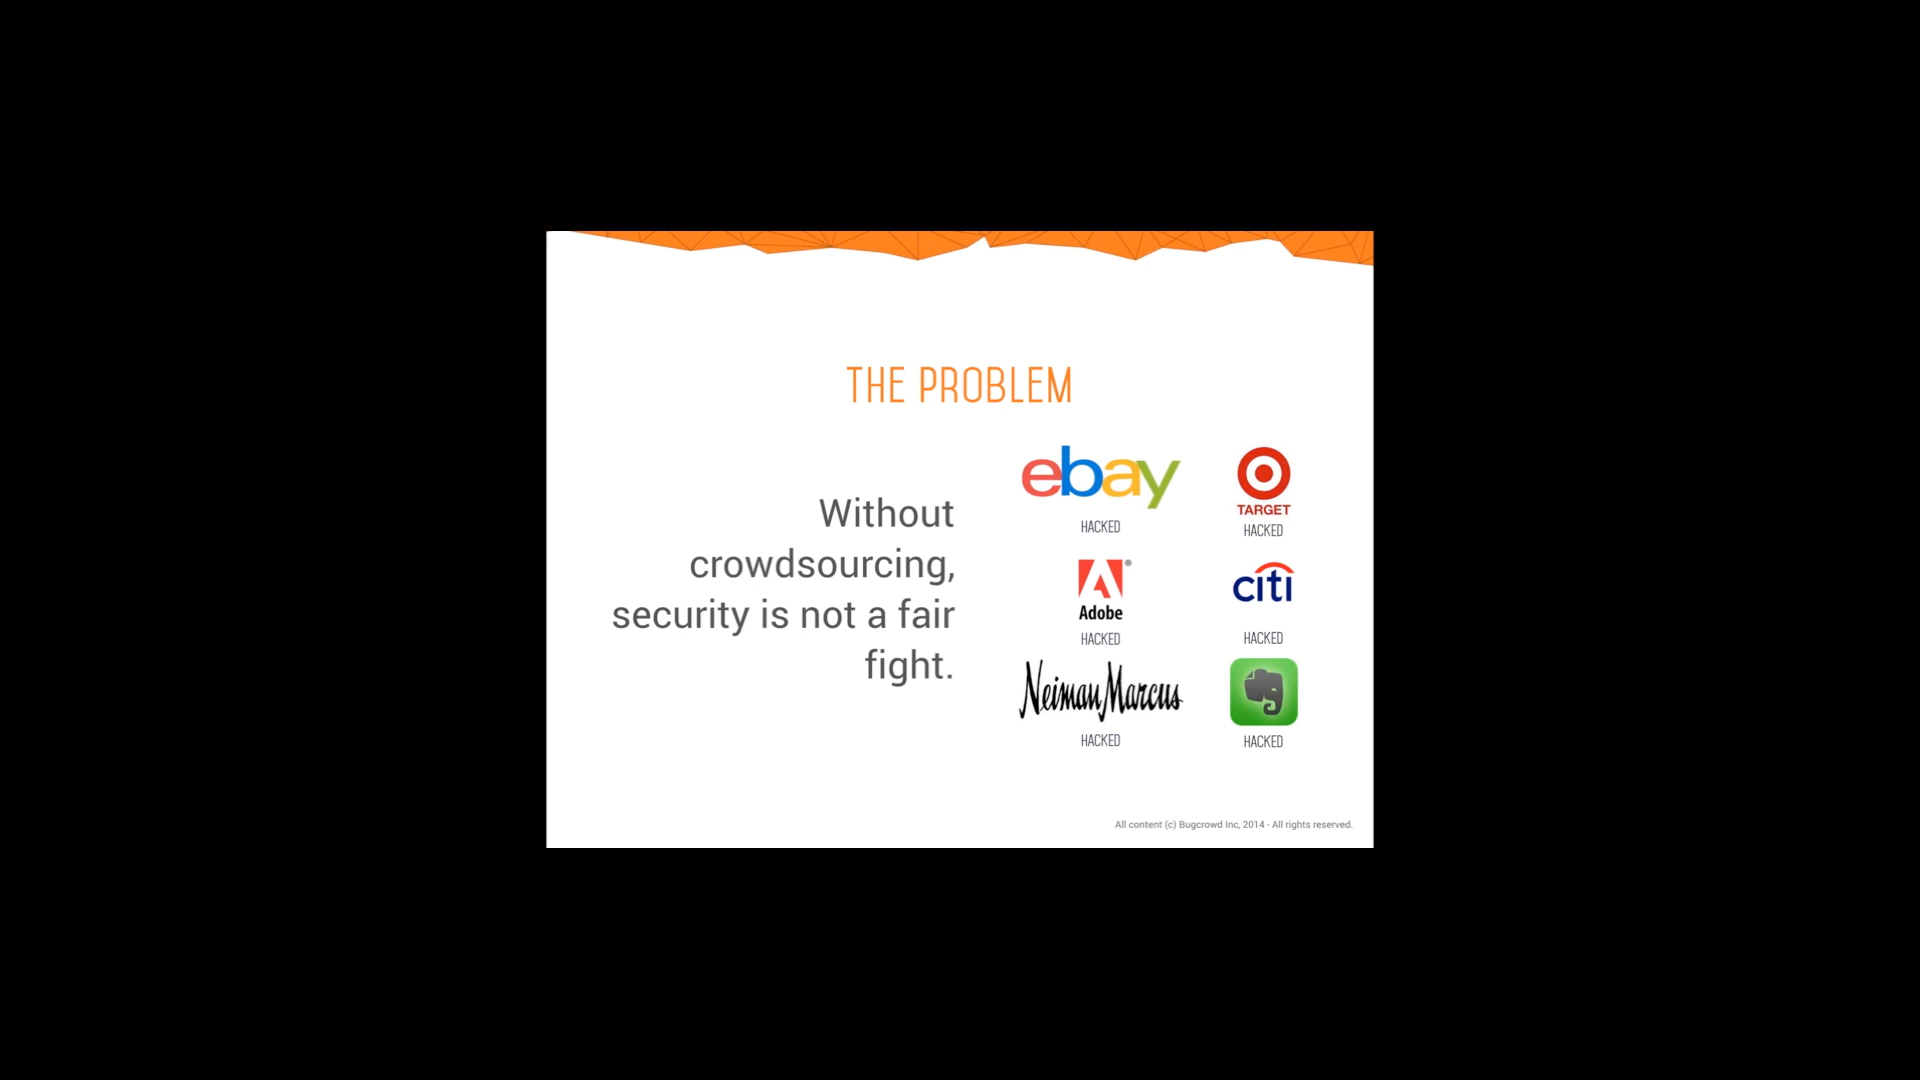 THE PROBLEM
Without
crowdsourcing,
security is not a fair
fight.
ebay
HACKED
TARGET
HACKED
Adobe®
HACKED
citi
HACKED
Neiman Marcus
HACKED
HACKED
All content (c) Bugcrowd Inc, 2014 - All rights reserved.